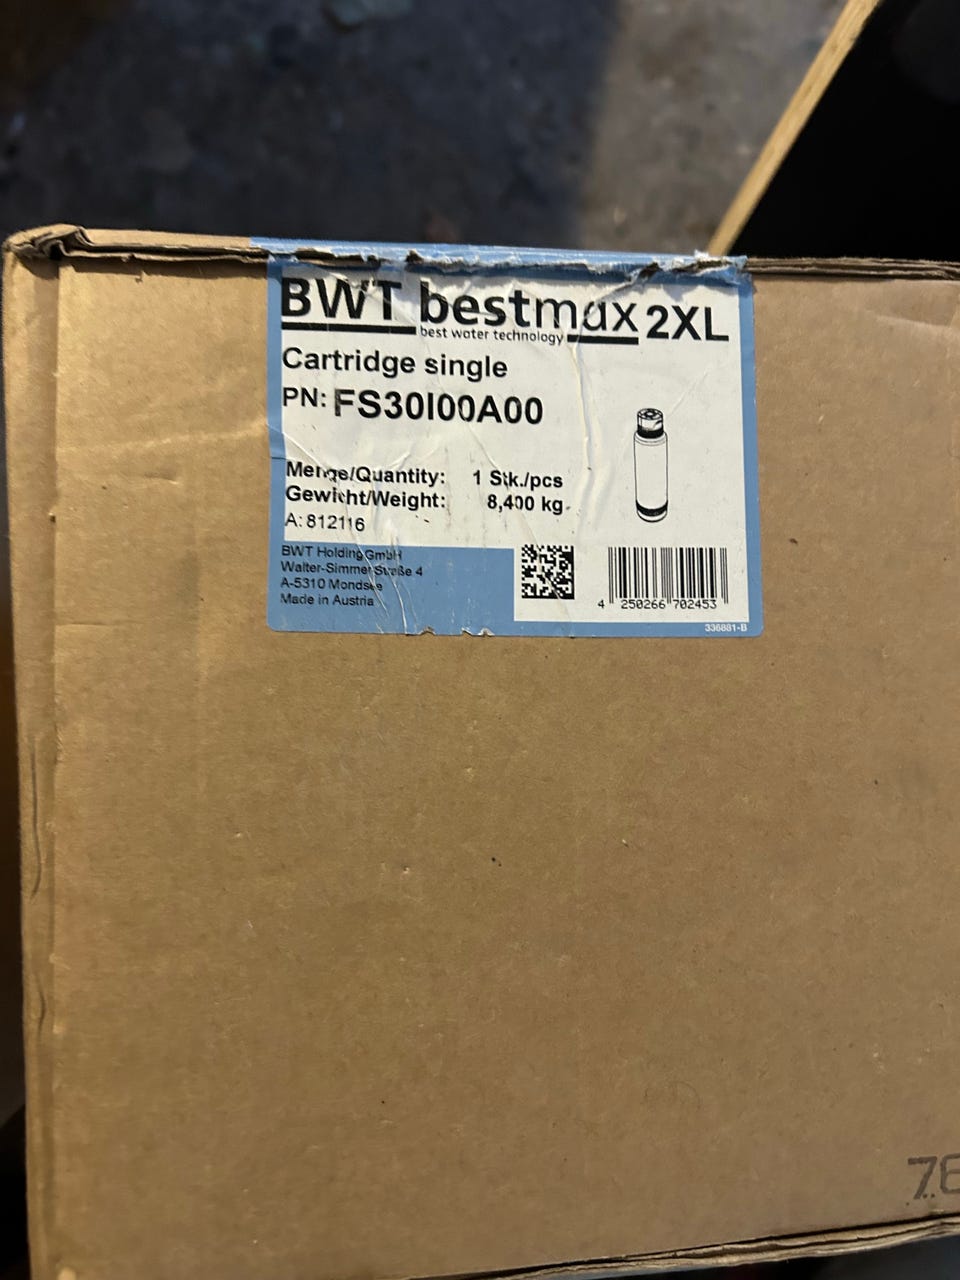 BWT bestmax 2XL
best water technology
Cartridge single
PN: FS30I00A00
Menge/Quantity: 1 Stk./pcs
Gewicht/Weight: 8,400 kg
A: 812116
BWT Holding GmbH
Walter-Simmer-Straße 4
A-5310 Mondsee
Made in Austria
4 250266 702453
336881-B